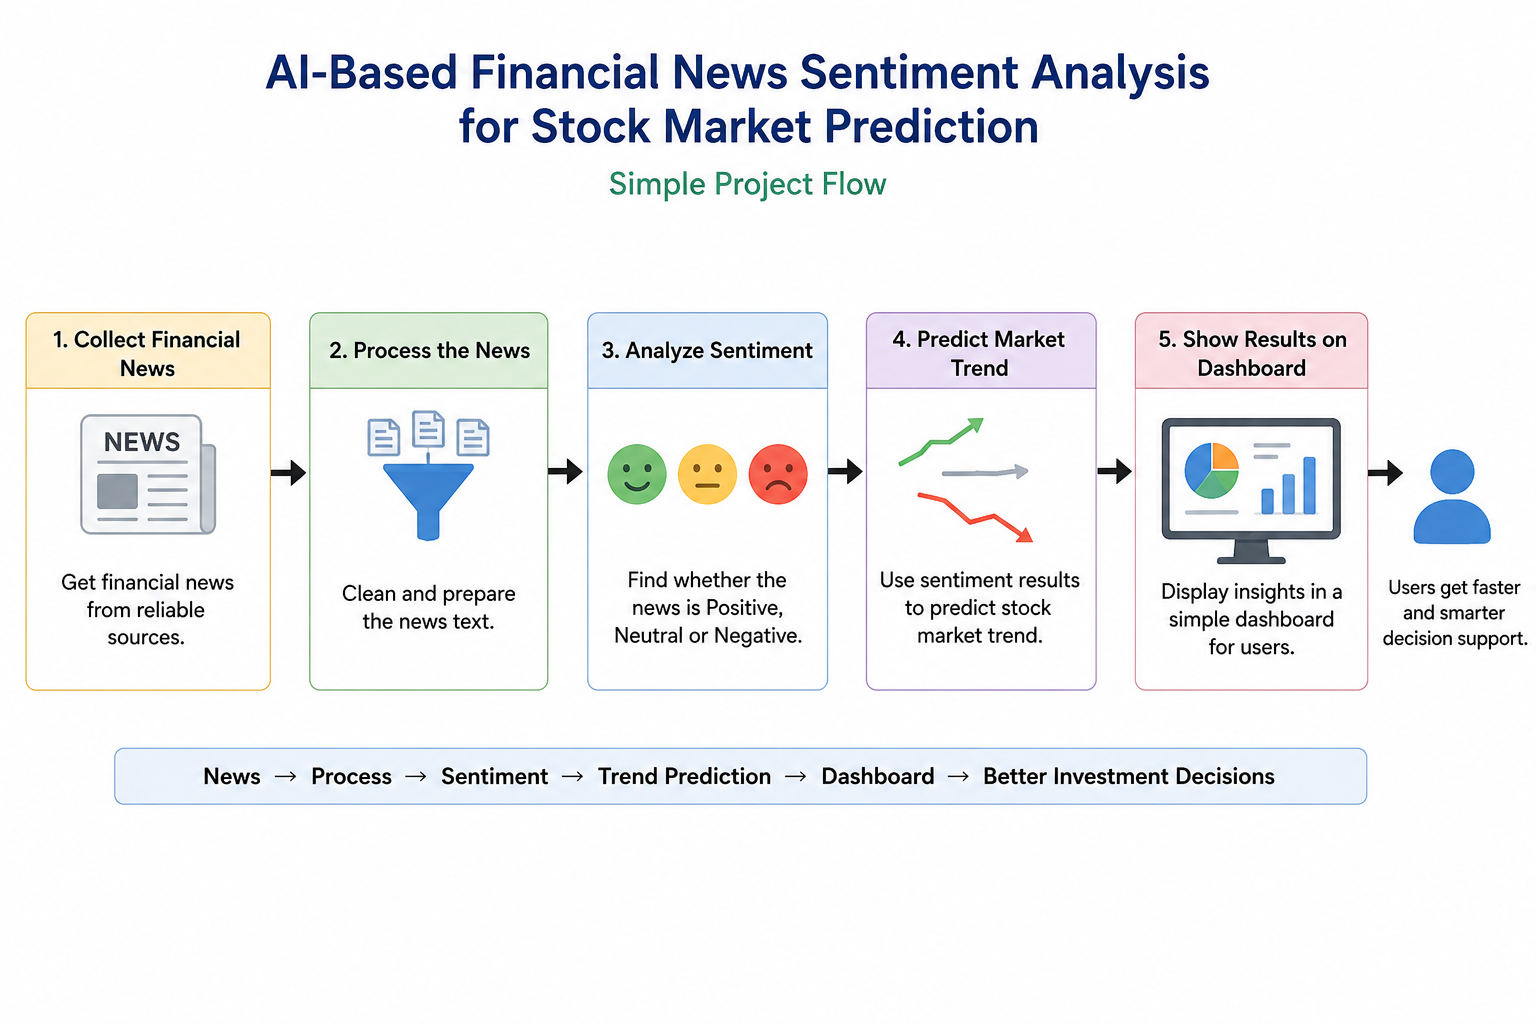 AI-Based Financial News Sentiment Analysis
for Stock Market Prediction
Simple Project Flow
1. Collect Financial
News
NEWS
Get financial news
from reliable
sources.
2. Process the News
Clean and prepare
the news text.
3. Analyze Sentiment
Find whether the
news is Positive,
Neutral or Negative.
4. Predict Market
Trend
Use sentiment results
to predict stock
market trend.
5. Show Results on
Dashboard
Display insights in a
simple dashboard
for users.
Users get faster
and smarter
decision support.
News → Process → Sentiment → Trend Prediction → Dashboard → Better Investment Decisions